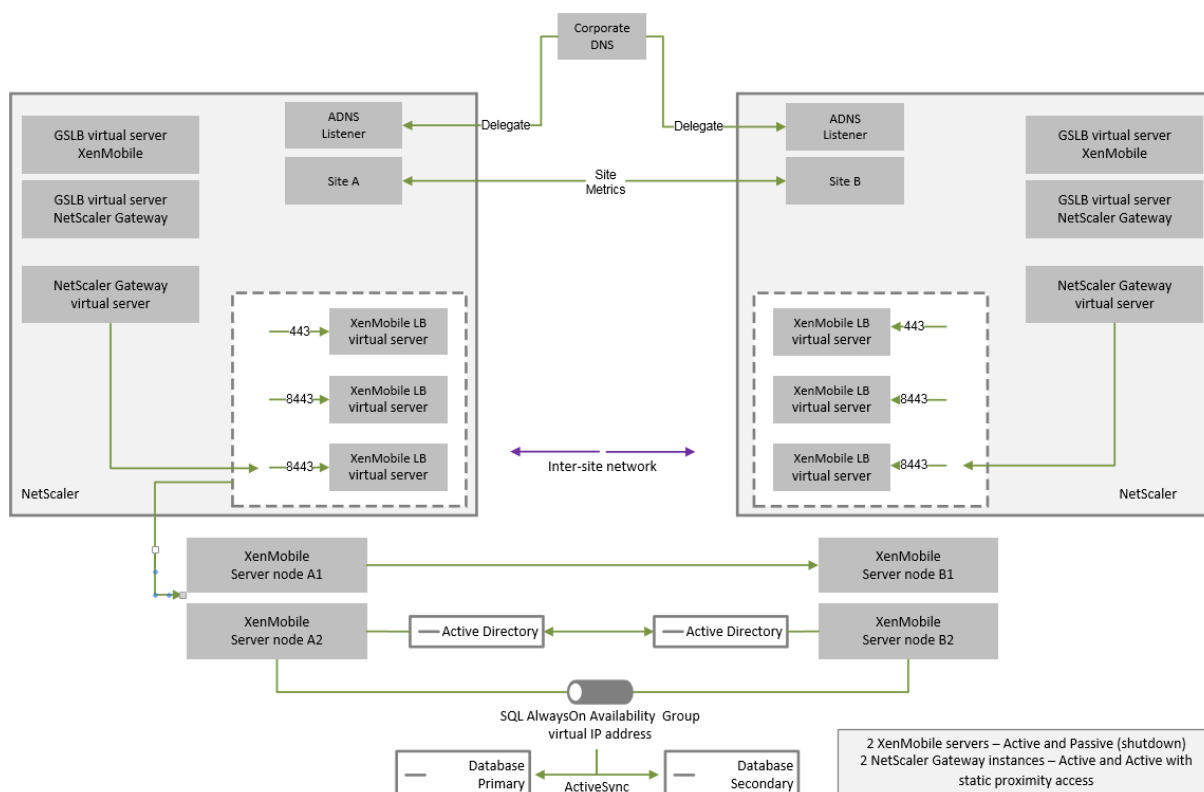 Corporate
DNS
GSLB virtual server
XenMobile
ADNS
Listener
Delegate
Delegate
ADNS
Listener
GSLB virtual server
XenMobile
GSLB virtual server
NetScaler Gateway
Site A
Site
Metrics
Site B
GSLB virtual server
NetScaler Gateway
NetScaler Gateway
virtual server
NetScaler Gateway
virtual server
443
XenMobile LB
virtual server
XenMobile LB
virtual server
443
8443
XenMobile LB
virtual server
XenMobile LB
virtual server
8443
8443
XenMobile LB
virtual server
Inter-site network
XenMobile LB
virtual server
8443
NetScaler
NetScaler
XenMobile
Server node A1
XenMobile
Server node B1
XenMobile
Server node A2
Active Directory
Active Directory
XenMobile
Server node B2
SQL AlwaysOn Availability Group
virtual IP address
Database
Primary
ActiveSync
Database
Secondary
2 XenMobile servers – Active and Passive (shutdown)
2 NetScaler Gateway instances – Active and Active with
static proximity access